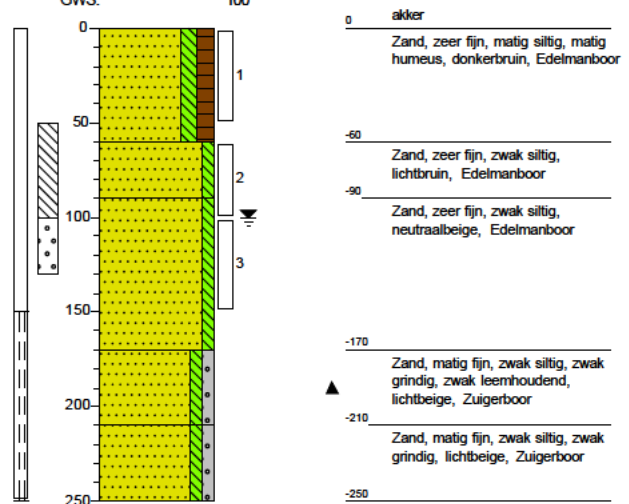 GWS: 100
0
50
100
150
200
250
1
2
3
0 akker
Zand, zeer fijn, matig siltig, matig
humeus, donkerbruin, Edelmanboor
-60
Zand, zeer fijn, zwak siltig,
lichtbruin, Edelmanboor
-90
Zand, zeer fijn, zwak siltig,
neutraalbeige, Edelmanboor
-170
Zand, matig fijn, zwak siltig, zwak
grindig, zwak leemhoudend,
lichtbeige, Zuigerboor
-210
Zand, matig fijn, zwak siltig, zwak
grindig, lichtbeige, Zuigerboor
-250